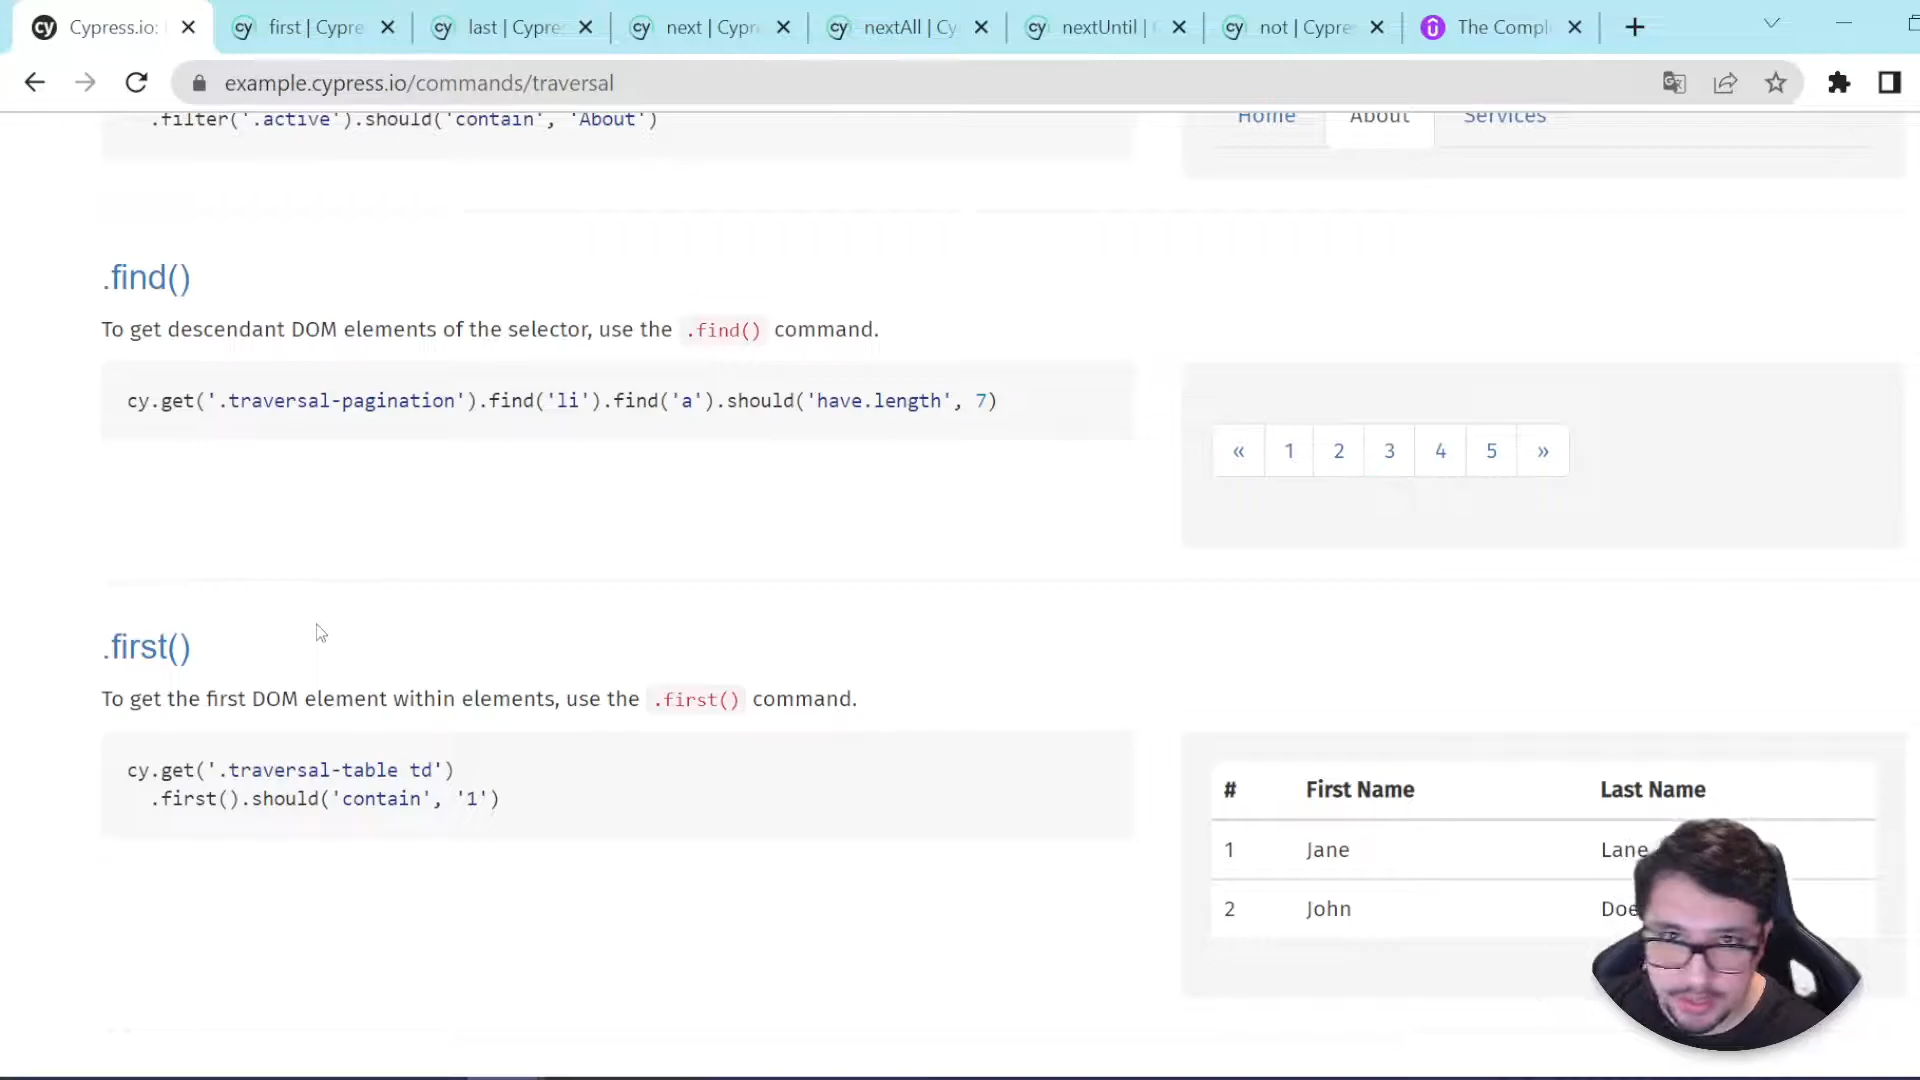 Cypress.io:
first | Cypre
last | Cypre
next | Cypr
nextAll | Cy
nextUntil |
not | Cypre
The Compl
example.cypress.io/commands/traversal
.filter('.active').should('contain', 'About')
Home
About
Services
.find()
To get descendant DOM elements of the selector, use the .find() command.
cy.get('.traversal-pagination').find('li').find('a').should('have.length', 7)
« 1 2 3 4 5 »
.first()
To get the first DOM element within elements, use the .first() command.
cy.get('.traversal-table td')
.first().should('contain', '1')
# First Name Last Name
1 Jane Lane
2 John Doe